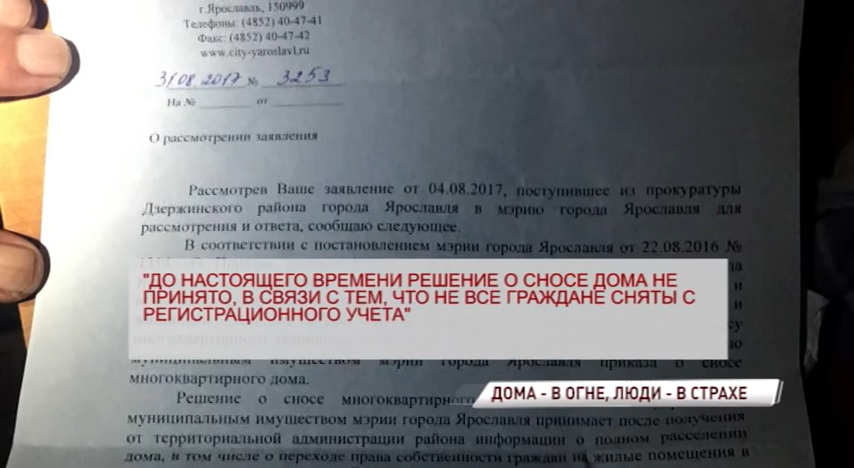 г.Ярославль, 150999
Телефоны: (4852) 40-47-41
Факс: (4852) 40-47-42
www.city-yaroslavl.ru
31.08.2017 № 3253
На № от
О рассмотрении заявления
Рассмотрев Ваше заявление от 04.08.2017, поступившее из прокуратуры
Дзержинского района города Ярославля в мэрию города Ярославля для
рассмотрения и ответа, сообщаю следующее.
В соответствии с постановлением мэрии города Ярославля от 22.08.2016 №
"ДО НАСТОЯЩЕГО ВРЕМЕНИ РЕШЕНИЕ О СНОСЕ ДОМА НЕ
ПРИНЯТО, В СВЯЗИ С ТЕМ, ЧТО НЕ ВСЕ ГРАЖДАНЕ СНЯТЫ С
РЕГИСТРАЦИОННОГО УЧЕТА"
муниципальным имуществом мэрии города Ярославля приказа о сносе
многоквартирного дома.
Решение о сносе многоквартирного
ДОМА - В ОГНЕ, ЛЮДИ - В СТРАХЕ
муниципальным имуществом мэрии города Ярославля принимает после получения
от территориальной администрации района информации о полном расселении
дома, в том числе о переходе права собственности граждан на жилые помещения в